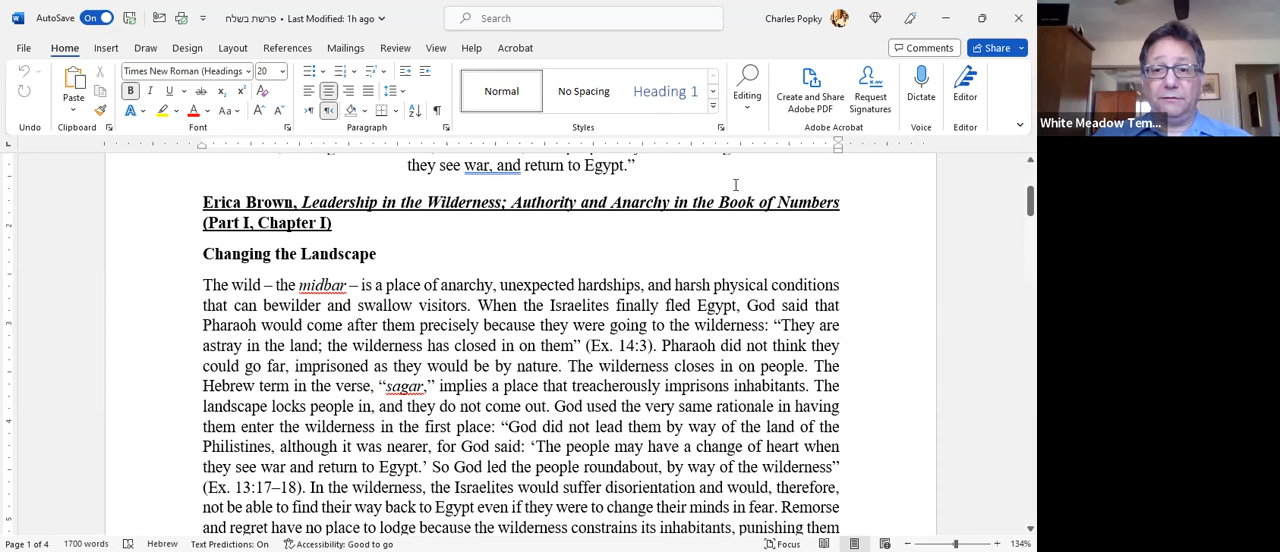 AutoSave On פרשת בשלח • Last Modified: 1h ago Search Charles Popky
File Home Insert Draw Design Layout References Mailings Review View Help Acrobat Comments Share
Times New Roman (Headings 20
Paste B I U ab x₂ x² A Normal No Spacing Heading 1 Editing Create and Share Adobe PDF Request Signatures Dictate Editor
Undo Clipboard Font Paragraph Styles Adobe Acrobat Voice Editor
White Meadow Tem...
they see war, and return to Egypt.”
Erica Brown, Leadership in the Wilderness; Authority and Anarchy in the Book of Numbers
(Part I, Chapter I)
Changing the Landscape
The wild – the midbar – is a place of anarchy, unexpected hardships, and harsh physical conditions
that can bewilder and swallow visitors. When the Israelites finally fled Egypt, God said that
Pharaoh would come after them precisely because they were going to the wilderness: “They are
astray in the land; the wilderness has closed in on them” (Ex. 14:3). Pharaoh did not think they
could go far, imprisoned as they would be by nature. The wilderness closes in on people. The
Hebrew term in the verse, “sagar,” implies a place that treacherously imprisons inhabitants. The
landscape locks people in, and they do not come out. God used the very same rationale in having
them enter the wilderness in the first place: “God did not lead them by way of the land of the
Philistines, although it was nearer, for God said: ‘The people may have a change of heart when
they see war and return to Egypt.’ So God led the people roundabout, by way of the wilderness”
(Ex. 13:17–18). In the wilderness, the Israelites would suffer disorientation and would, therefore,
not be able to find their way back to Egypt even if they were to change their minds in fear. Remorse
and regret have no place to lodge because the wilderness constrains its inhabitants, punishing them
Page 1 of 4 1700 words Hebrew Text Predictions: On Accessibility: Good to go Focus 134%